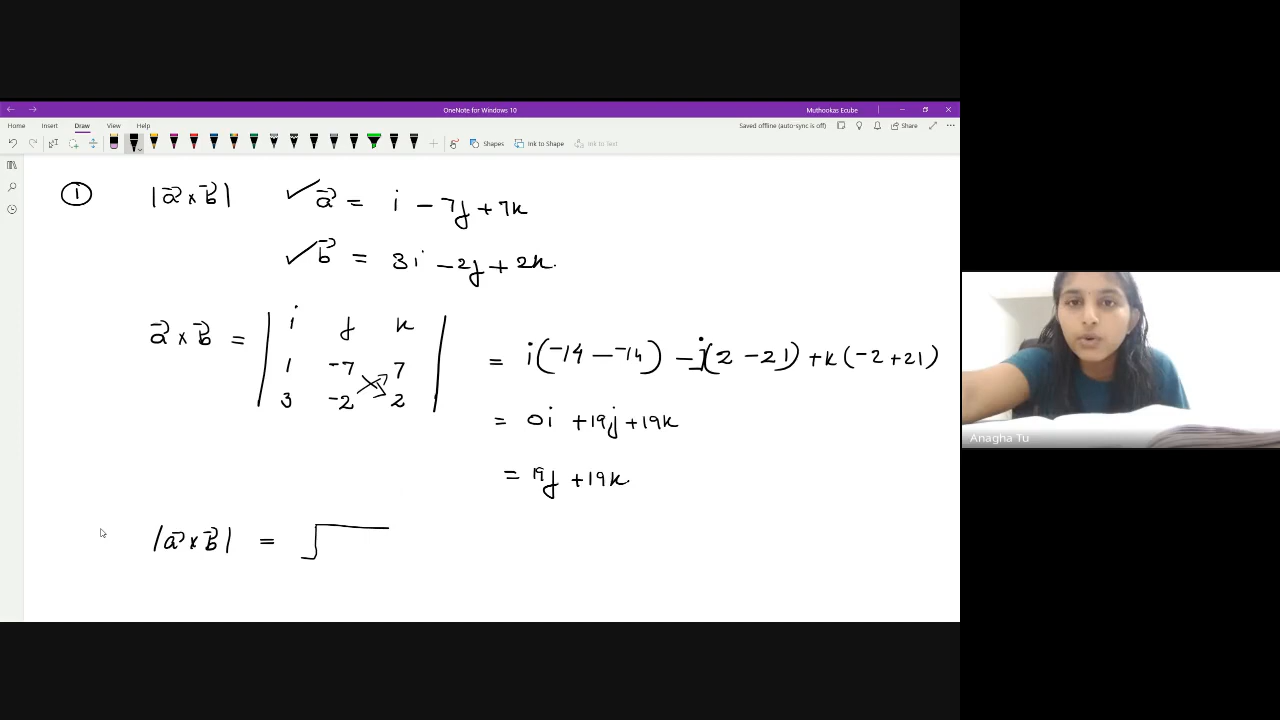 OneNote for Windows 10
Muthookas Ecube
Home Insert Draw View Help
Saved offline (auto-sync is off)
Share
Shapes
Ink to Shape
Ink to Text
① |a⃗ × b⃗| ✓ a⃗ = i - 7j + 7k
✓ b⃗ = 3i - 2j + 2k.
a⃗ × b⃗ = | i j k |
| 1 -7 7 |
| 3 -2 2 |
= i(-14 - -14) - j(2 - 21) + k(-2 + 21)
= 0i + 19j + 19k
= 19j + 19k
|a⃗ × b⃗| = √
Anagha Tu